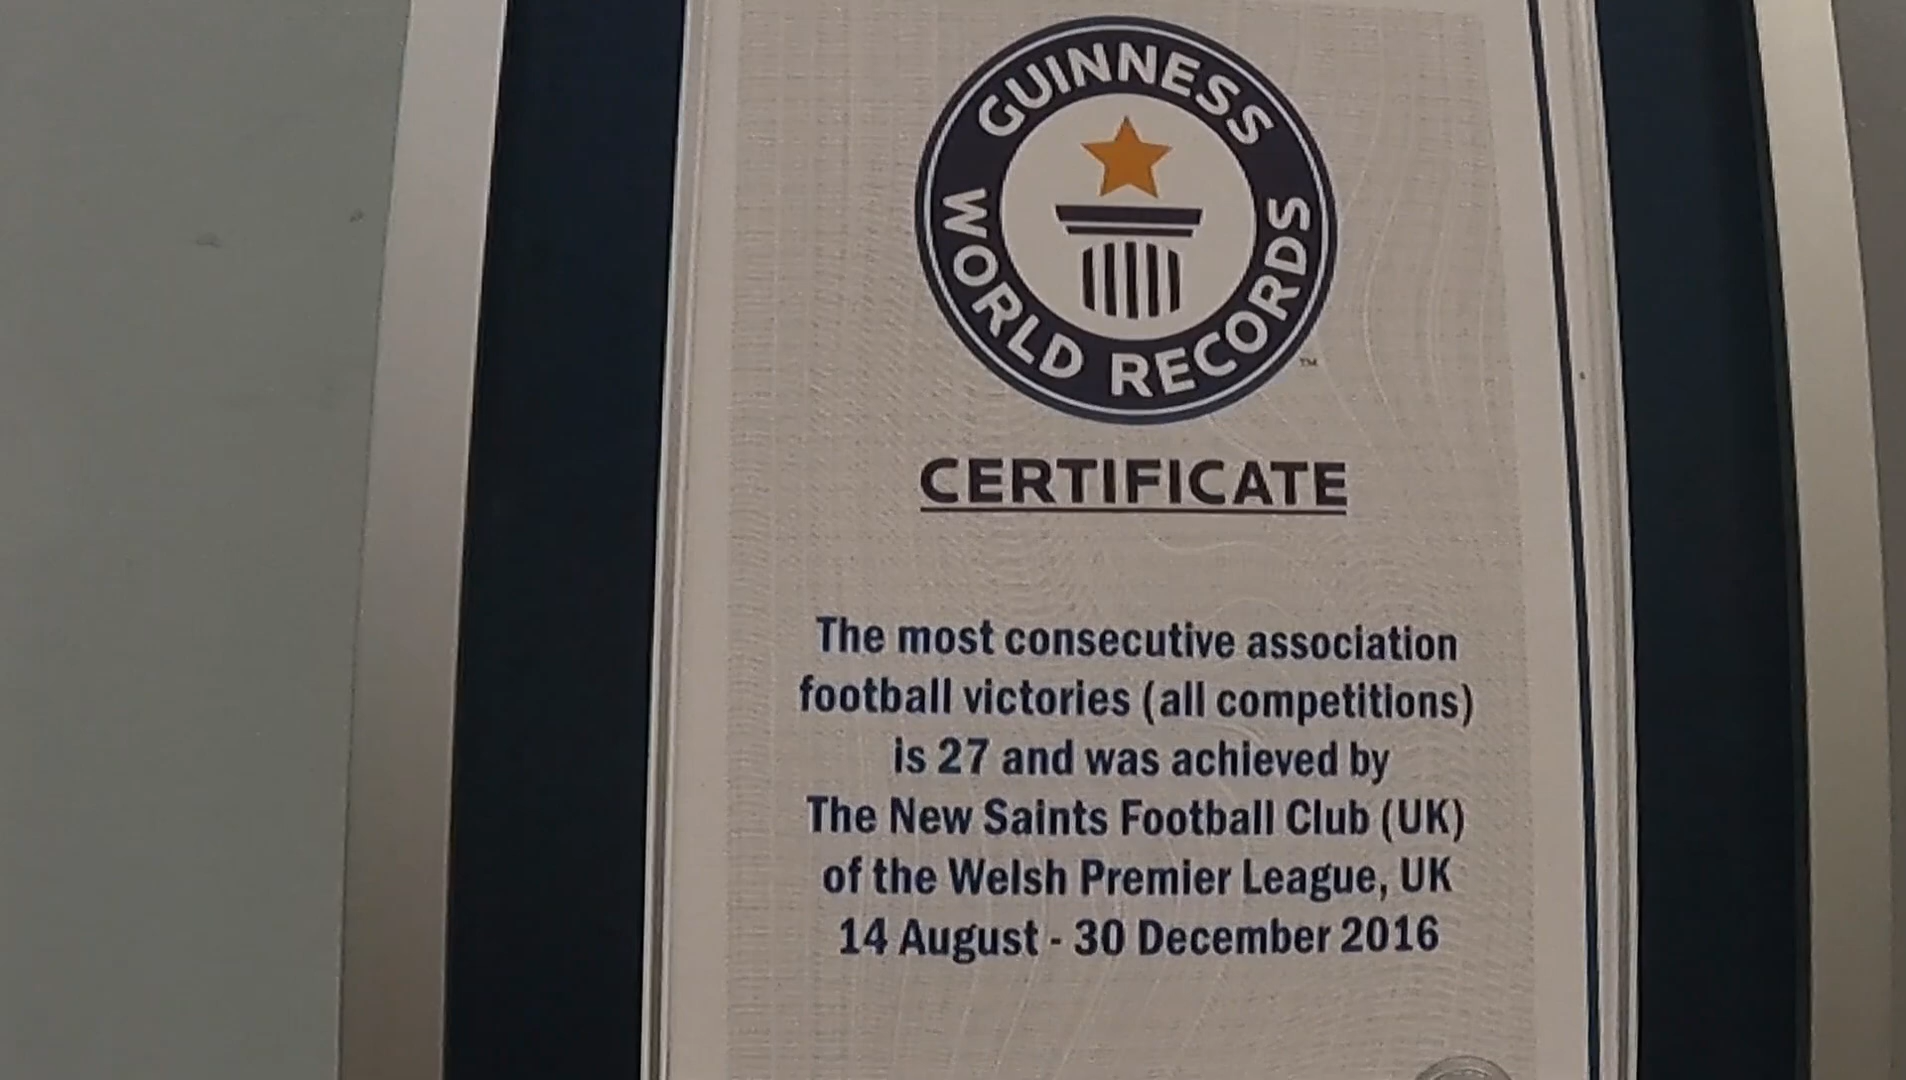 GUINNESS
WORLD RECORDS
™
CERTIFICATE
The most consecutive association
football victories (all competitions)
is 27 and was achieved by
The New Saints Football Club (UK)
of the Welsh Premier League, UK
14 August - 30 December 2016